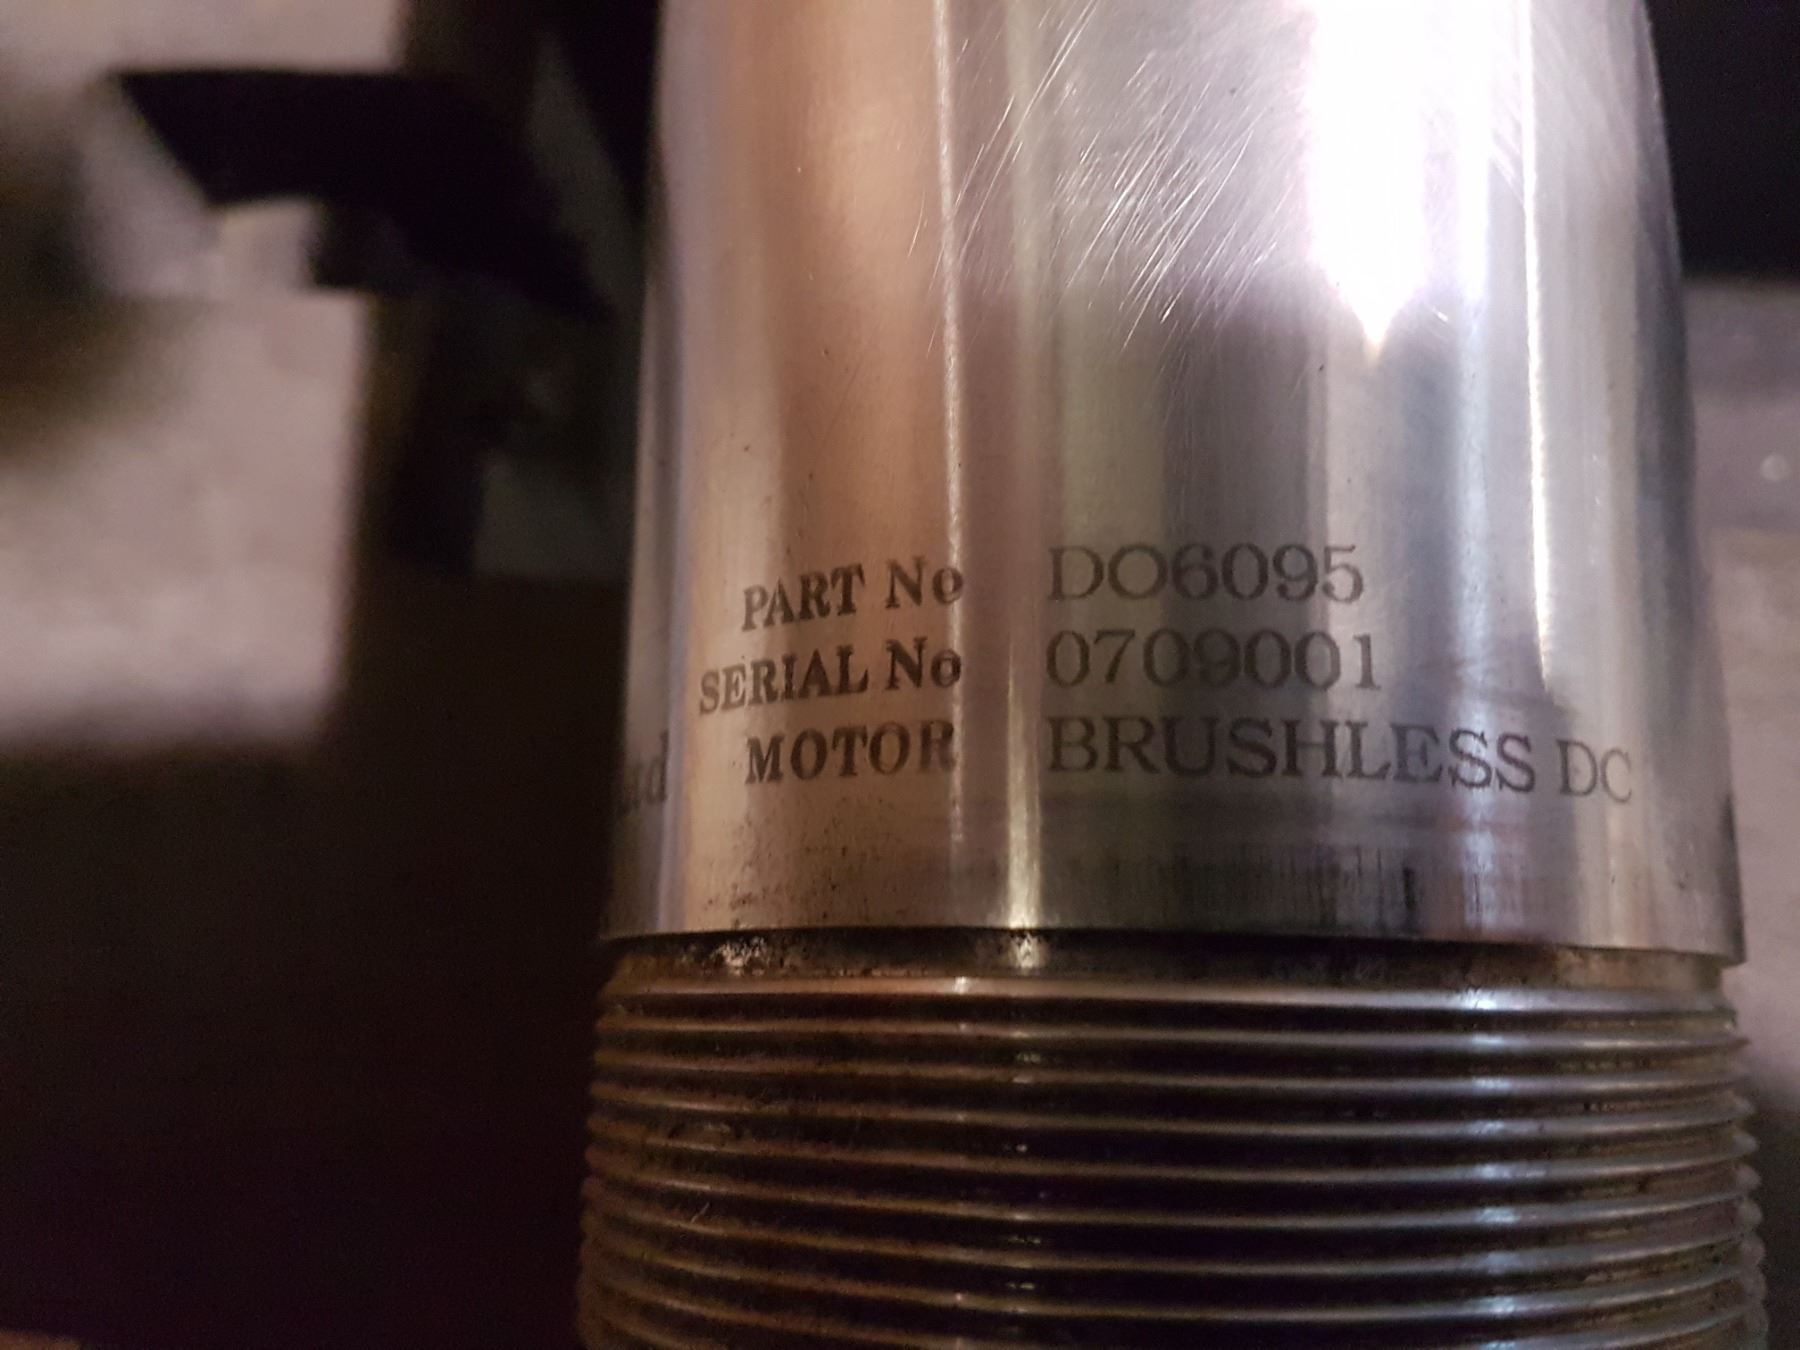 PART No DO6095
SERIAL No 0709001
MOTOR BRUSHLESS DC